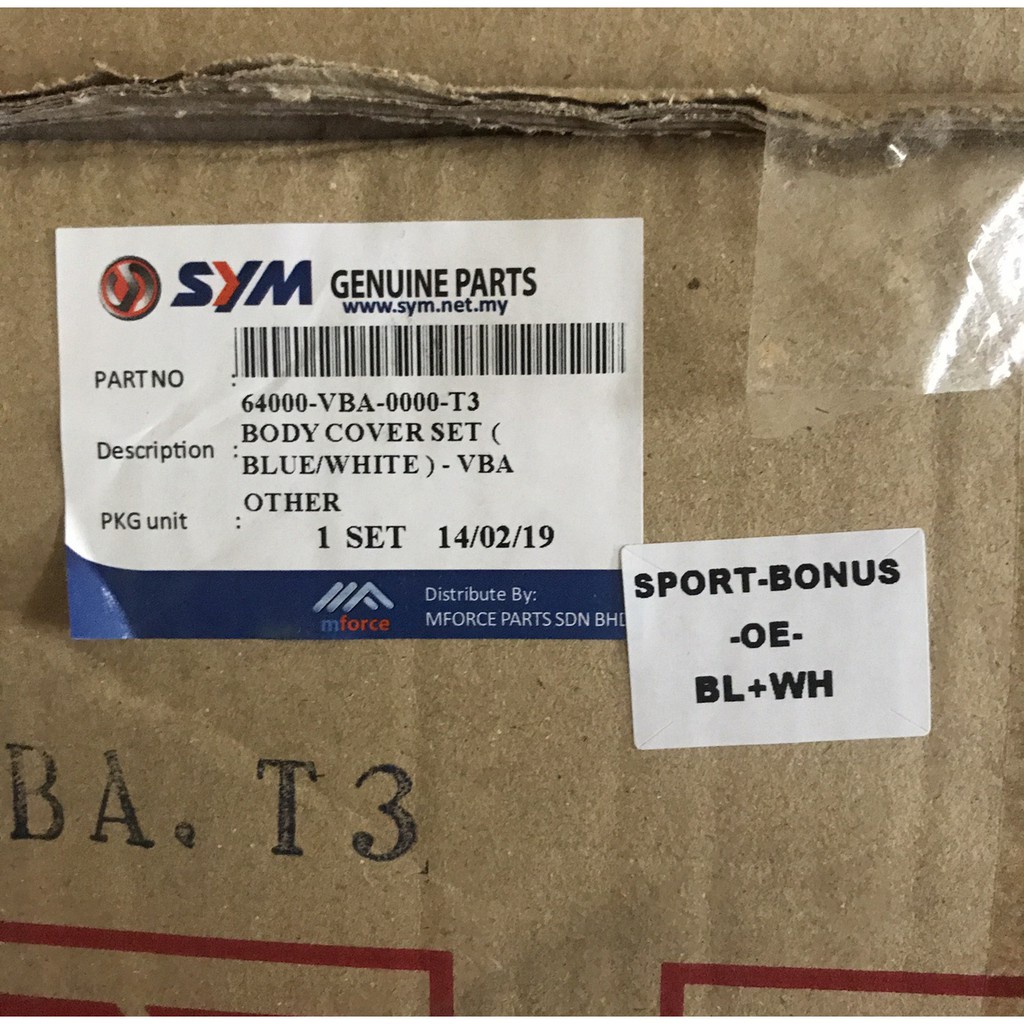 SYM GENUINE PARTS
www.sym.net.my
PART NO :
64000-VBA-0000-T3
Description : BODY COVER SET (
BLUE/WHITE ) - VBA
OTHER
PKG unit :
1 SET 14/02/19
mforce
Distribute By:
MFORCE PARTS SDN BHD
SPORT-BONUS
-OE-
BL+WH
BA. T3